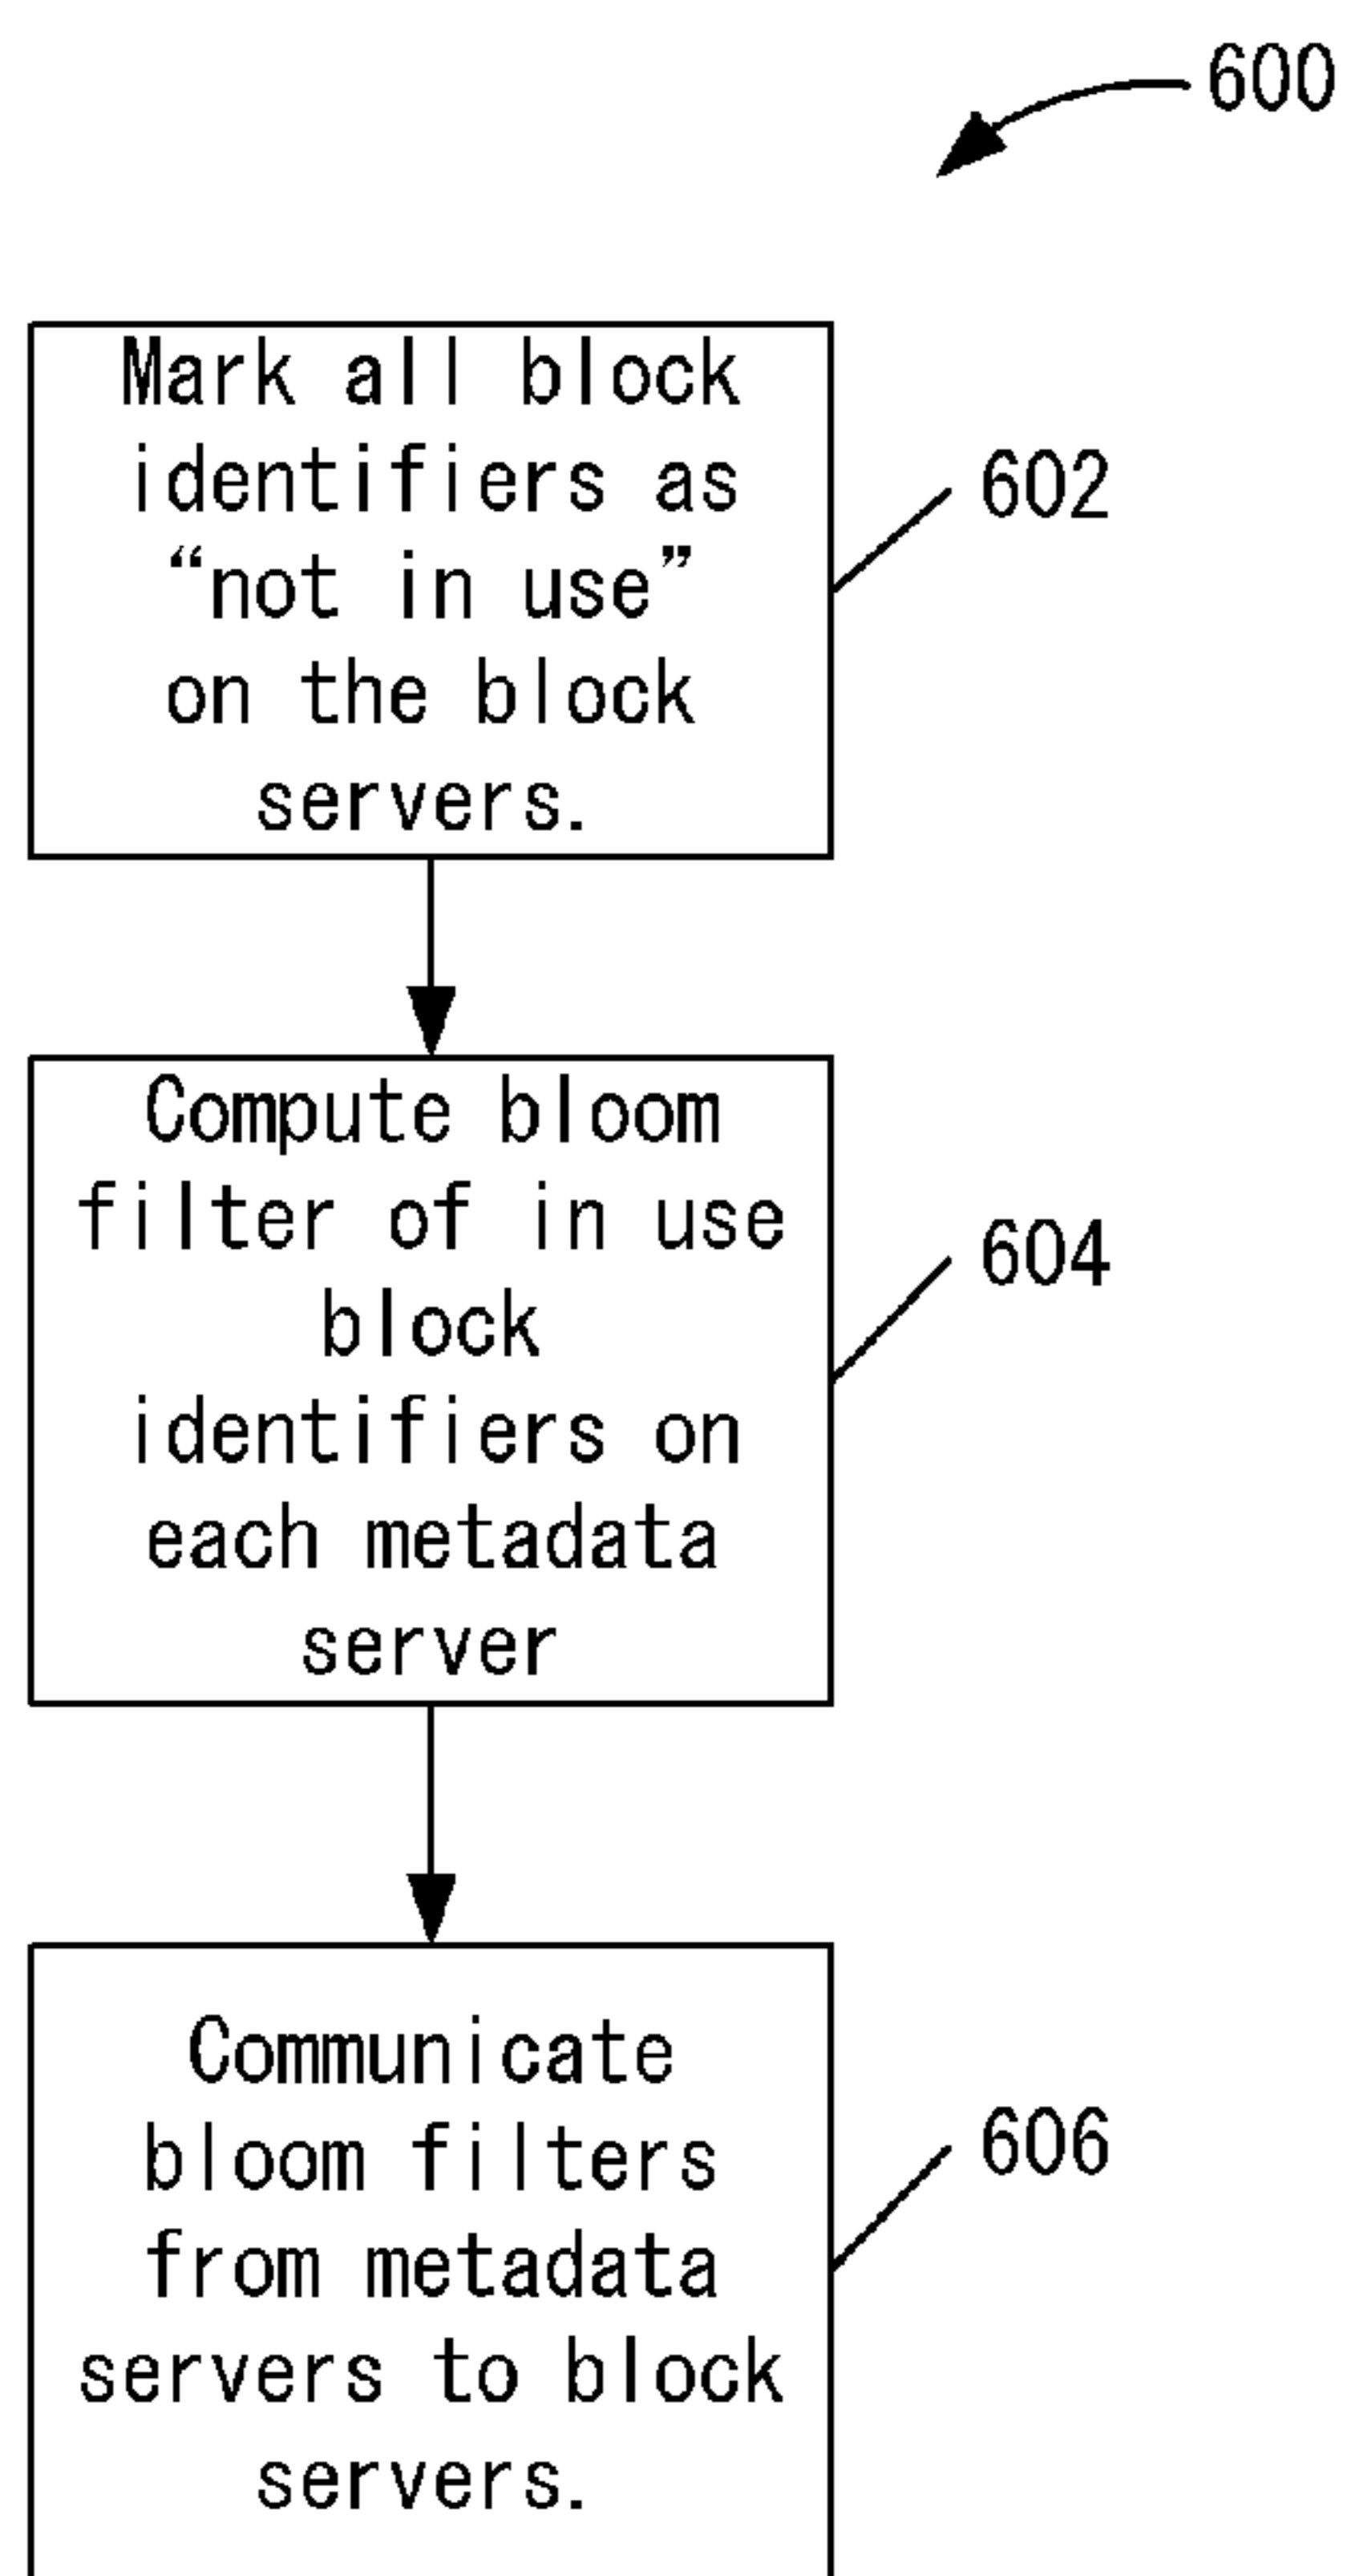 600
Mark all block
identifiers as
“not in use”
on the block
servers.
602
Compute bloom
filter of in use
block
identifiers on
each metadata
server
604
Communicate
bloom filters
from metadata
servers to block
servers.
606